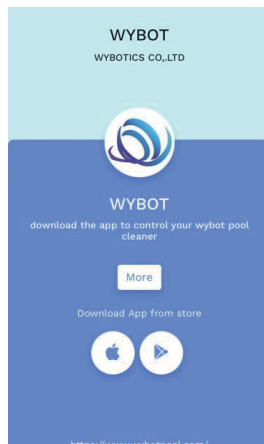 WYBOT
WYBOTICS CO,.LTD
WYBOT
download the app to control your wybot pool
cleaner
More
Download App from store